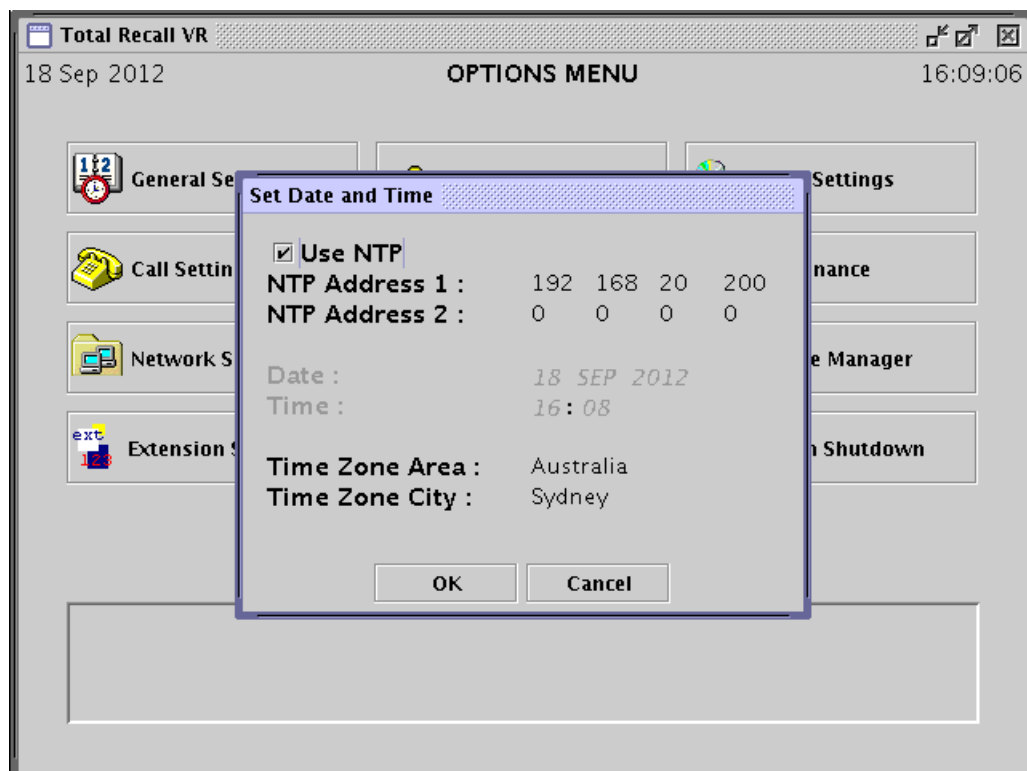 Total Recall VR
18 Sep 2012 OPTIONS MENU 16:09:06
General Se
Settings
Set Date and Time
Use NTP
NTP Address 1 : 192 168 20 200
NTP Address 2 : 0 0 0 0
Date : 18 SEP 2012
Time : 16 : 08
Time Zone Area : Australia
Time Zone City : Sydney
OK Cancel
Call Settin
nance
Network S
e Manager
ext 123
Extension S
n Shutdown